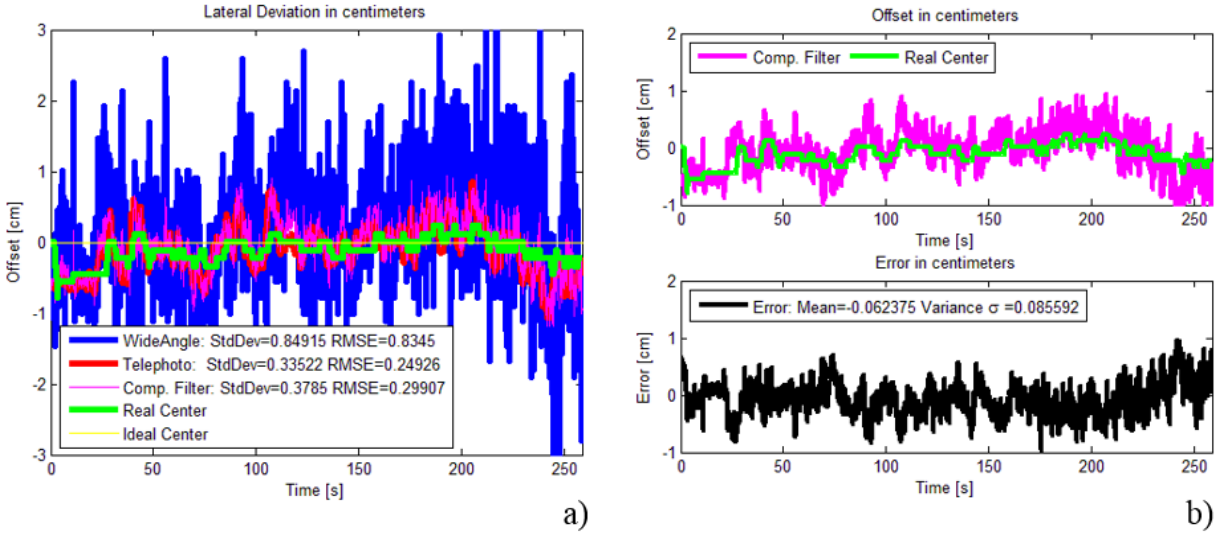 Lateral Deviation in centimeters
3
2
1
0
-1
-2
-3
Offset [cm]
WideAngle: StdDev=0.84915 RMSE=0.8345
Telephoto: StdDev=0.33522 RMSE=0.24926
Comp. Filter: StdDev=0.3785 RMSE=0.29907
Real Center
Ideal Center
0 50 100 150 200 250
Time [s]
a)
Offset in centimeters
2
1
0
-1
Offset [cm]
Comp. Filter Real Center
0 50 100 150 200 250
Time [s]
Error in centimeters
2
1
0
-1
Error [cm]
Error: Mean=-0.062375 Variance σ =0.085592
0 50 100 150 200 250
Time [s]
b)